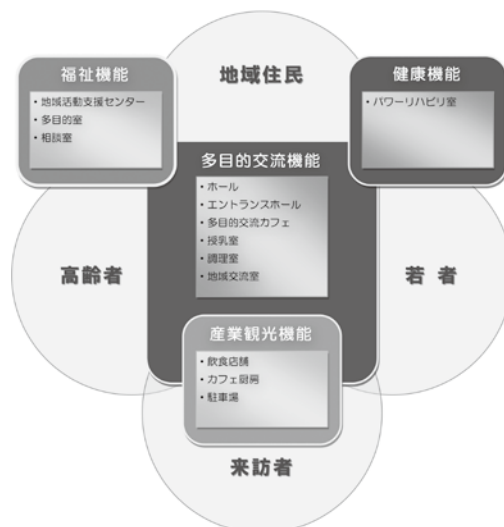 福祉機能
・地域活動支援センター
・多目的室
・相談室
地域住民
健康機能
・パワーリハビリ室
多目的交流機能
・ホール
・エントランスホール
・多目的交流カフェ
・授乳室
・調理室
・地域交流室
高齢者
若者
産業観光機能
・飲食店舗
・カフェ厨房
・駐車場
来訪者